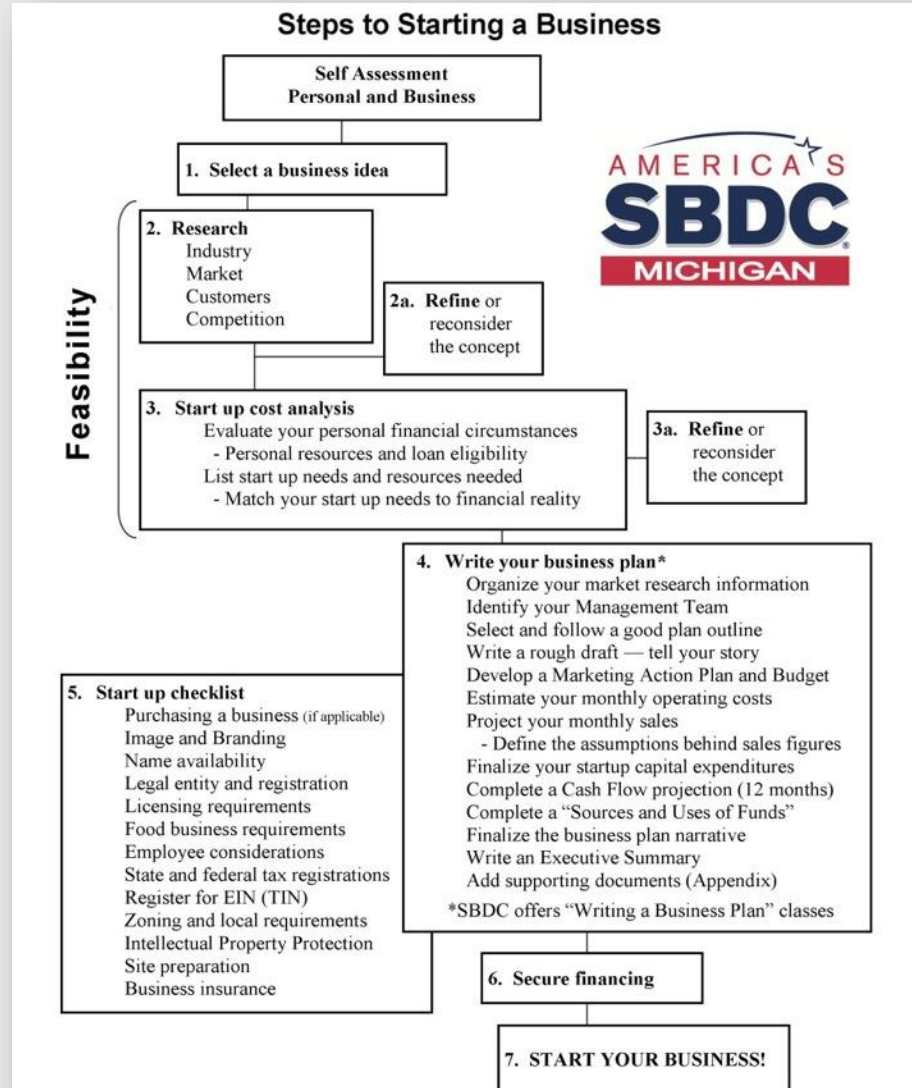 Steps to Starting a Business
Self Assessment
Personal and Business
1. Select a business idea
AMERICA'S
SBDC®
MICHIGAN
Feasibility
2. Research
Industry
Market
Customers
Competition
2a. Refine or
reconsider
the concept
3. Start up cost analysis
Evaluate your personal financial circumstances
- Personal resources and loan eligibility
List start up needs and resources needed
- Match your start up needs to financial reality
3a. Refine or
reconsider
the concept
4. Write your business plan*
Organize your market research information
Identify your Management Team
Select and follow a good plan outline
Write a rough draft — tell your story
Develop a Marketing Action Plan and Budget
Estimate your monthly operating costs
Project your monthly sales
- Define the assumptions behind sales figures
Finalize your startup capital expenditures
Complete a Cash Flow projection (12 months)
Complete a “Sources and Uses of Funds”
Finalize the business plan narrative
Write an Executive Summary
Add supporting documents (Appendix)
*SBDC offers “Writing a Business Plan” classes
5. Start up checklist
Purchasing a business (if applicable)
Image and Branding
Name availability
Legal entity and registration
Licensing requirements
Food business requirements
Employee considerations
State and federal tax registrations
Register for EIN (TIN)
Zoning and local requirements
Intellectual Property Protection
Site preparation
Business insurance
6. Secure financing
7. START YOUR BUSINESS!